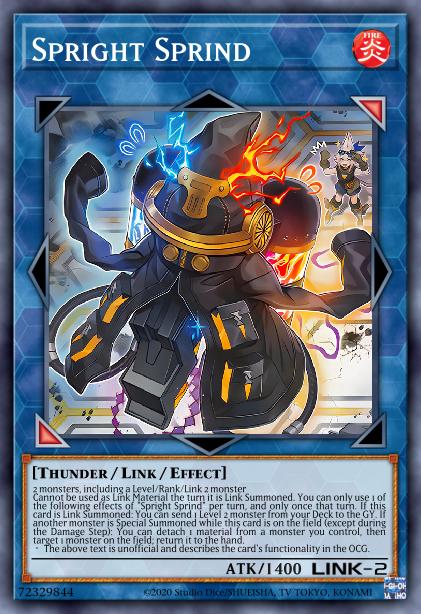 Spright Sprind
FIRE
炎
[Thunder / Link / Effect]
2 monsters, including a Level/Rank/Link 2 monster
Cannot be used as Link Material the turn it is Link Summoned. You can only use 1 of
the following effects of "Spright Sprind" per turn, and only once that turn. If this
card is Link Summoned: You can send 1 Level 2 monster from your Deck to the GY. If
another monster is Special Summoned while this card is on the field (except during
the Damage Step): You can detach 1 material from a monster you control, then
target 1 monster on the field; return it to the hand.
- The above text is unofficial and describes the card's functionality in the OCG.
ATK/1400 LINK-2
72329844 ©2020 Studio Dice/SHUEISHA, TV TOKYO, KONAMI